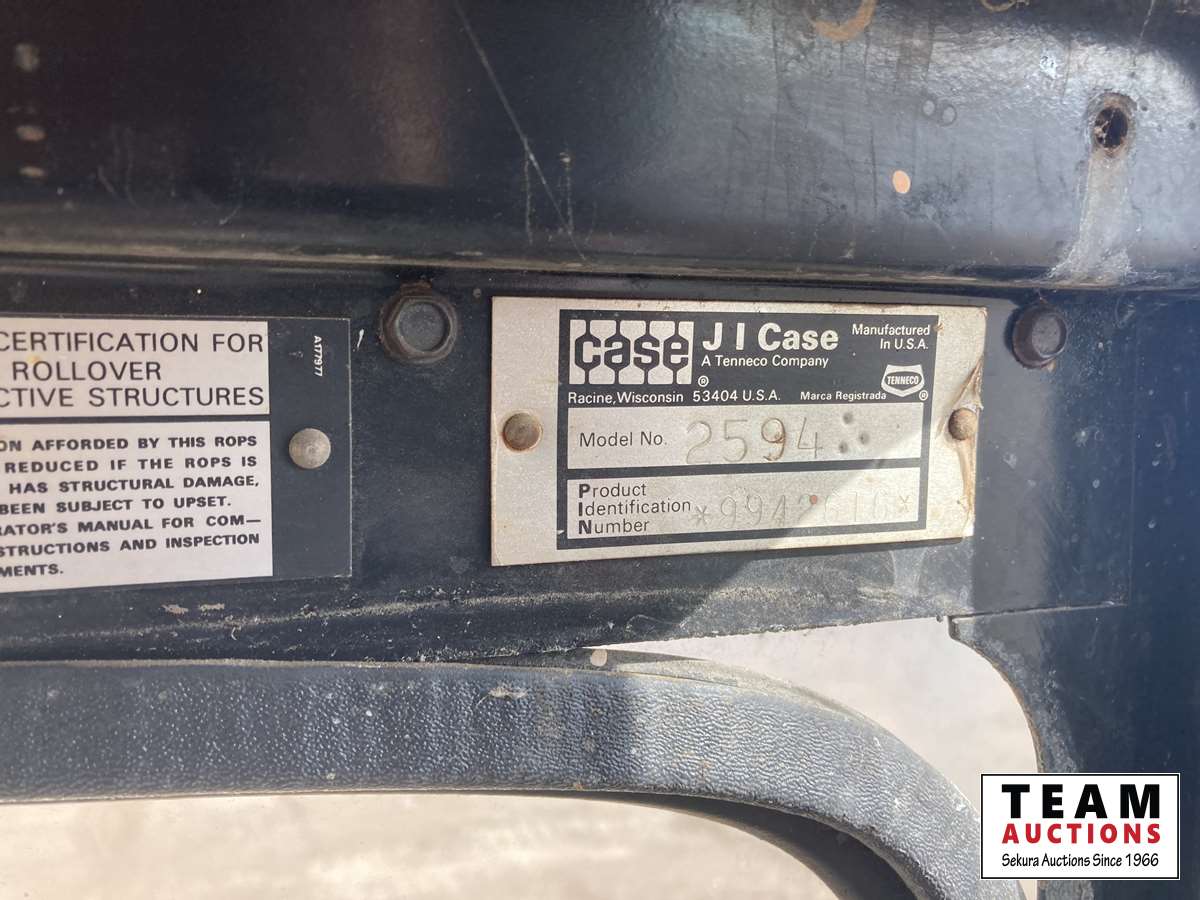 CERTIFICATION FOR
ROLLOVER
CTIVE STRUCTURES
ON AFFORDED BY THIS ROPS
REDUCED IF THE ROPS IS
HAS STRUCTURAL DAMAGE,
BEEN SUBJECT TO UPSET.
RATOR'S MANUAL FOR COM—
STRUCTIONS AND INSPECTION
MENTS.
A177977
case
®
J I Case
A Tenneco Company
Manufactured
In U.S.A.
TENNECO
®
Racine, Wisconsin 53404 U.S.A. Marca Registrada
Model No. 2594
Product
Identification
Number
*9942616*
TEAM
AUCTIONS
Sekura Auctions Since 1966